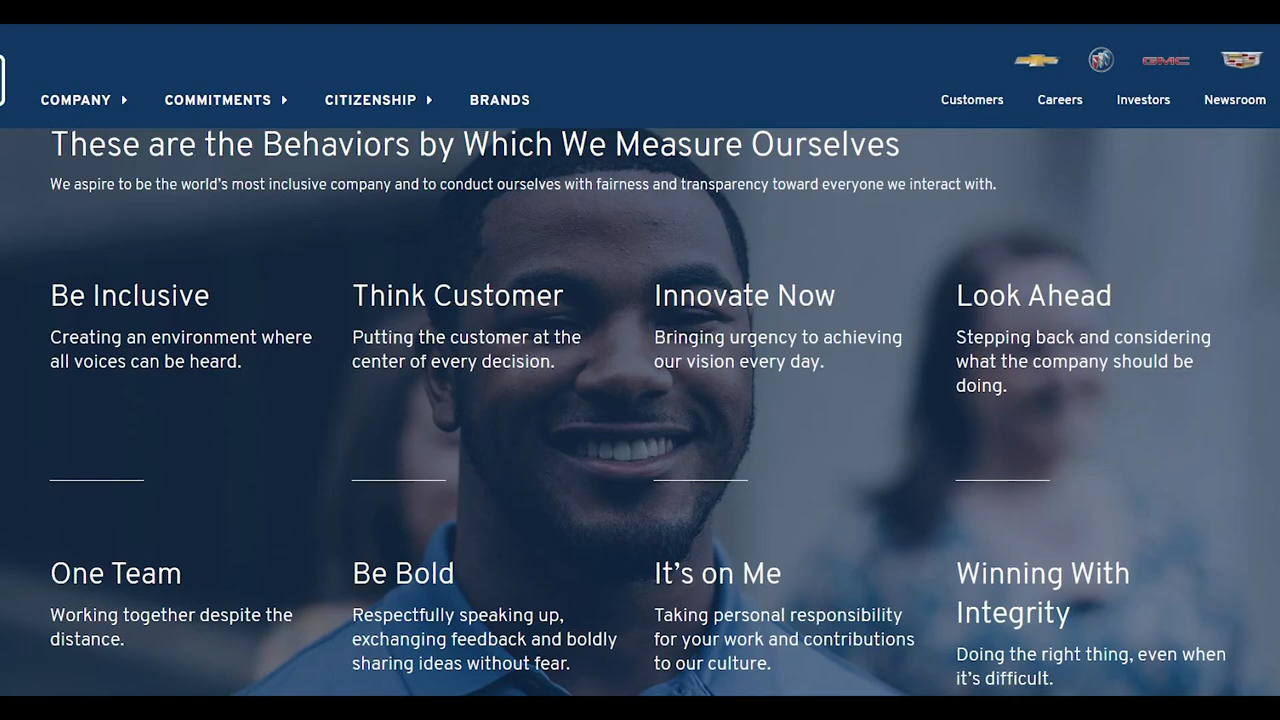 GMC
COMPANY
COMMITMENTS
CITIZENSHIP
BRANDS
Customers
Careers
Investors
Newsroom
These are the Behaviors by Which We Measure Ourselves
We aspire to be the world's most inclusive company and to conduct ourselves with fairness and transparency toward everyone we interact with.
Be Inclusive
Creating an environment where
all voices can be heard.
Think Customer
Putting the customer at the
center of every decision.
Innovate Now
Bringing urgency to achieving
our vision every day.
Look Ahead
Stepping back and considering
what the company should be
doing.
One Team
Working together despite the
distance.
Be Bold
Respectfully speaking up,
exchanging feedback and boldly
sharing ideas without fear.
It's on Me
Taking personal responsibility
for your work and contributions
to our culture.
Winning With
Integrity
Doing the right thing, even when
it's difficult.